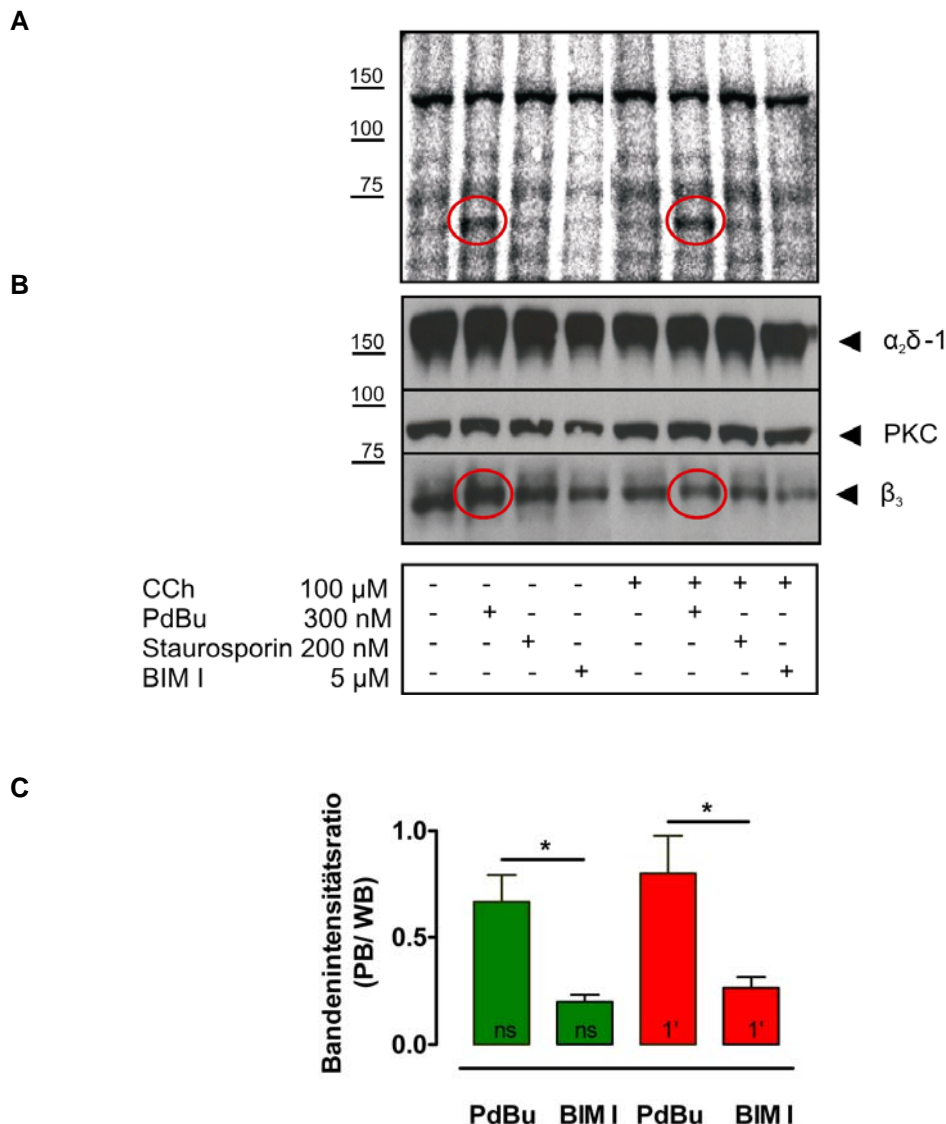 A
150
100
75
B
150
α₂δ-1
100
PKC
75
β₃
CCh 100 µM - - - - + + + +
PdBu 300 nM - + - - - + - -
Staurosporin 200 nM - - + - - - + -
BIM I 5 µM - - - + - - - +
C
Bandenintensitätsratio
(PB/ WB)
1.0
0.5
0.0
* *
ns ns 1' 1'
PdBu BIM I PdBu BIM I